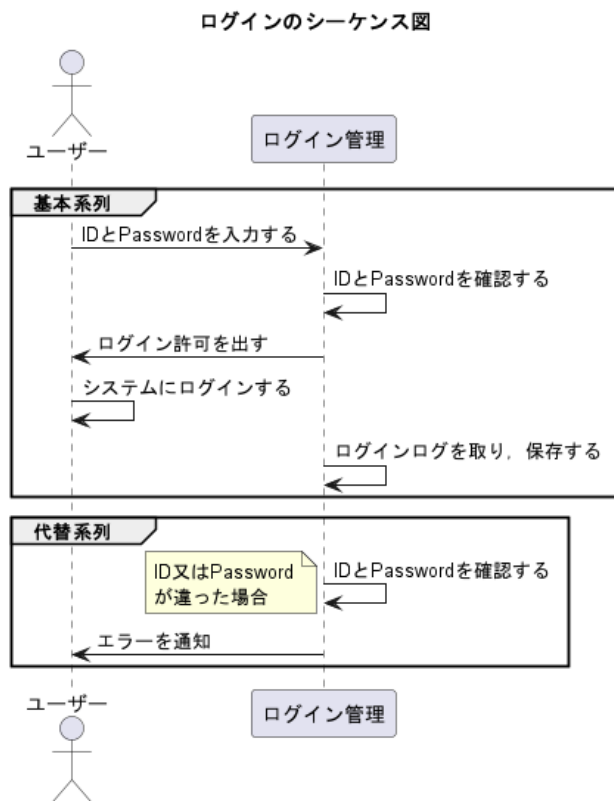 ログインのシーケンス図
ユーザー
ログイン管理
基本系列
IDとPasswordを入力する
IDとPasswordを確認する
ログイン許可を出す
システムにログインする
ログインログを取り，保存する
代替系列
ID又はPassword
が違った場合
IDとPasswordを確認する
エラーを通知
ユーザー
ログイン管理